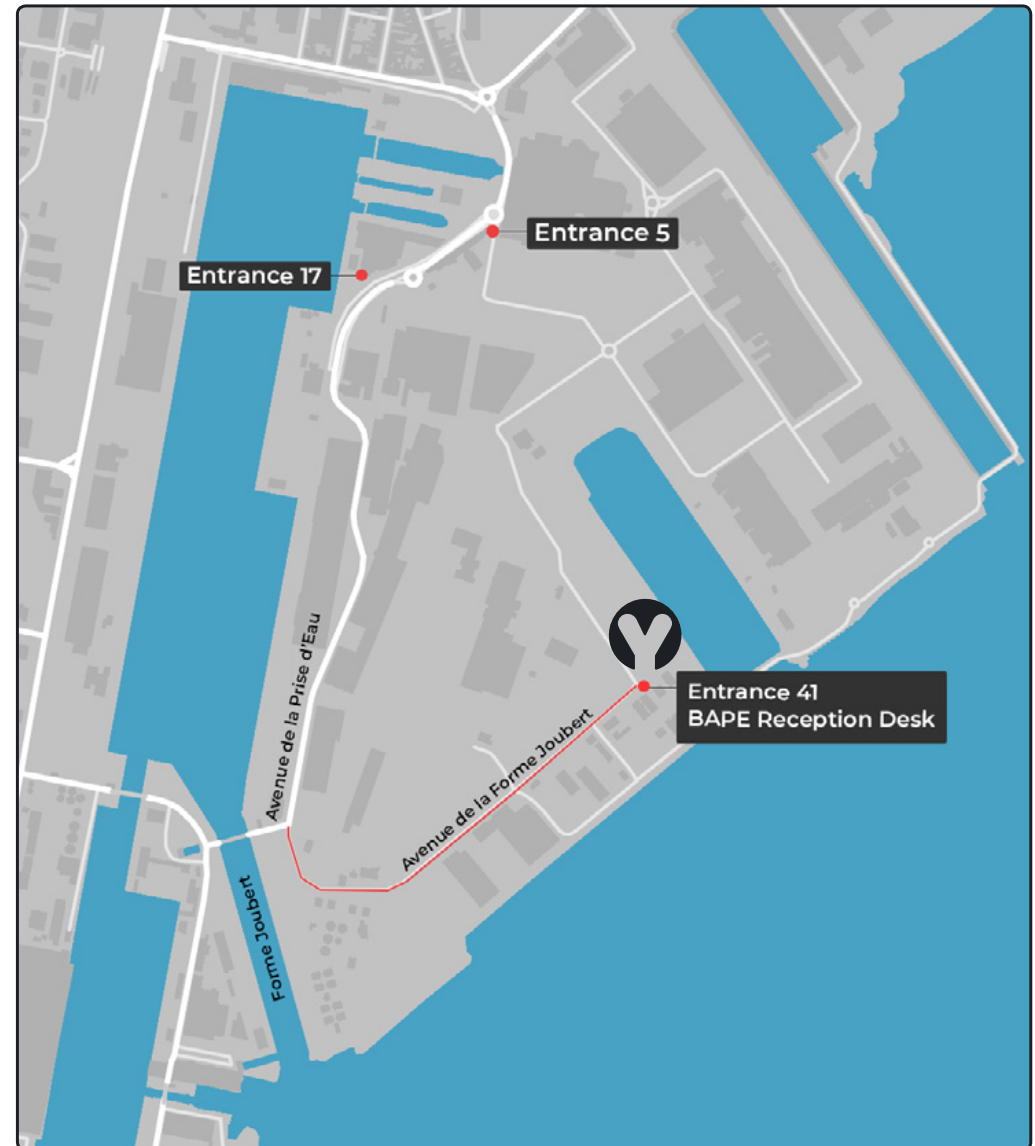 Entrance 5
Entrance 17
Avenue de la Prise d'Eau
Entrance 41
BAPE Reception Desk
Avenue de la Forme Joubert
Forme Joubert